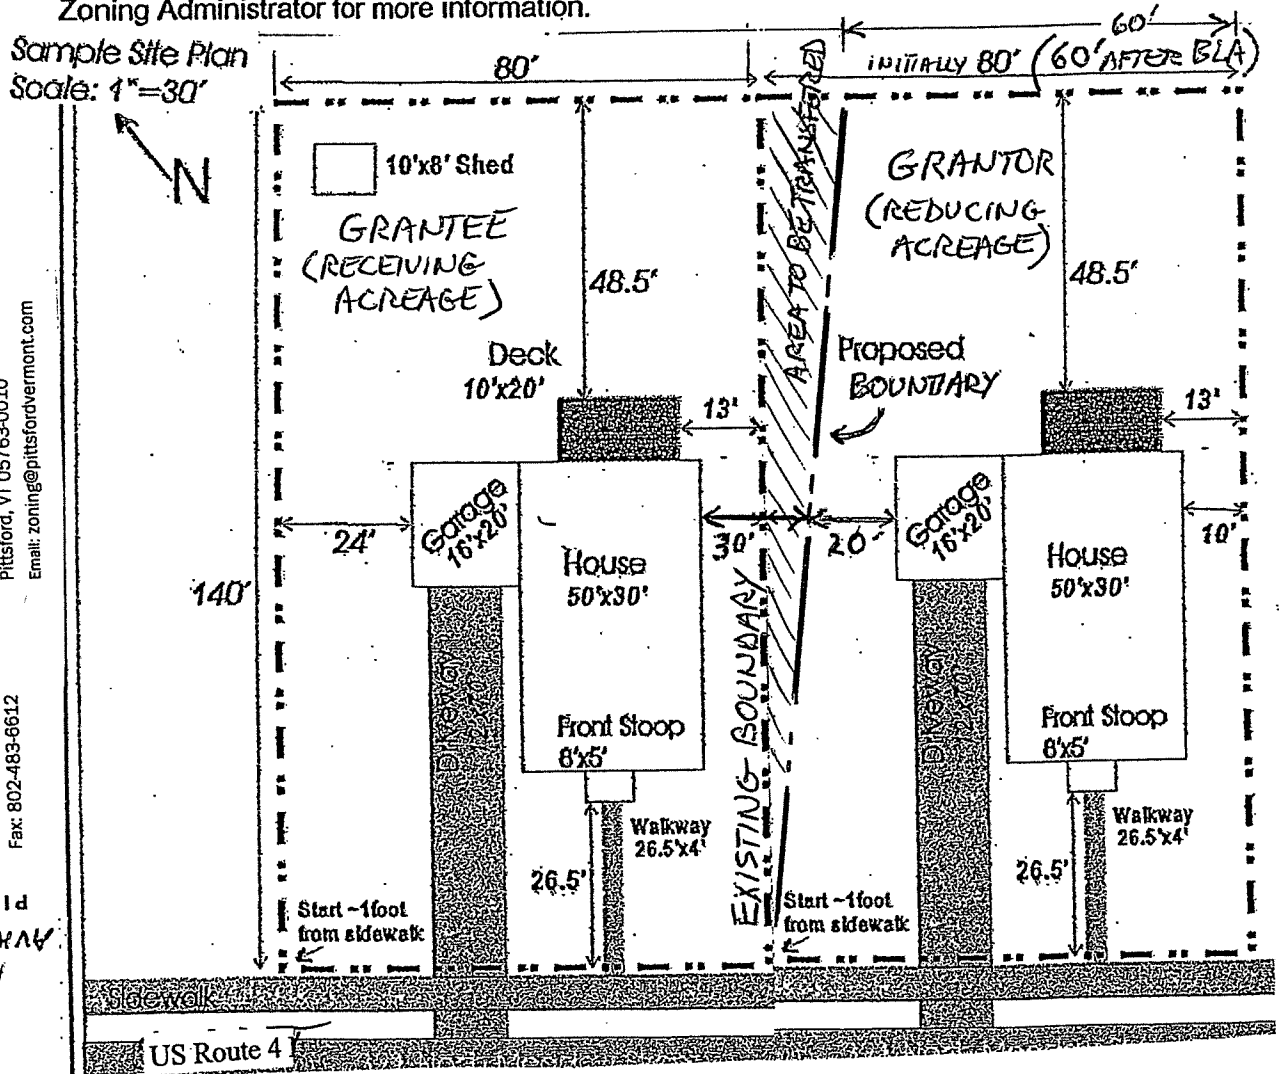 Zoning Administrator for more information.
Sample Site Plan
Scale: 1"=30'
N
80'
60'
INITIALLY 80' (60' AFTER BLA)
10'x8' Shed
GRANTEE
(RECEIVING
ACREAGE)
48.5'
AREA TO BE TRANSFERED
GRANTOR
(REDUCING
ACREAGE)
48.5'
Deck
10'x20'
13'
Proposed
BOUNDARY
13'
24'
Garage
16'x20'
House
50'x30'
30'
20'
Garage
16'x20'
House
50'x30'
10'
140'
EXISTING BOUNDARY
Driveway
Front Stoop
8'x5'
Driveway
Front Stoop
8'x5'
Walkway
26.5'x4'
26.5'
Walkway
26.5'x4'
26.5'
Start ~1foot
from sidewalk
Start ~1foot
from sidewalk
sidewalk
US Route 4
Pittsford, VT 05763-0010
Email: zoning@pittsfordvermont.com
Fax: 802-483-6612